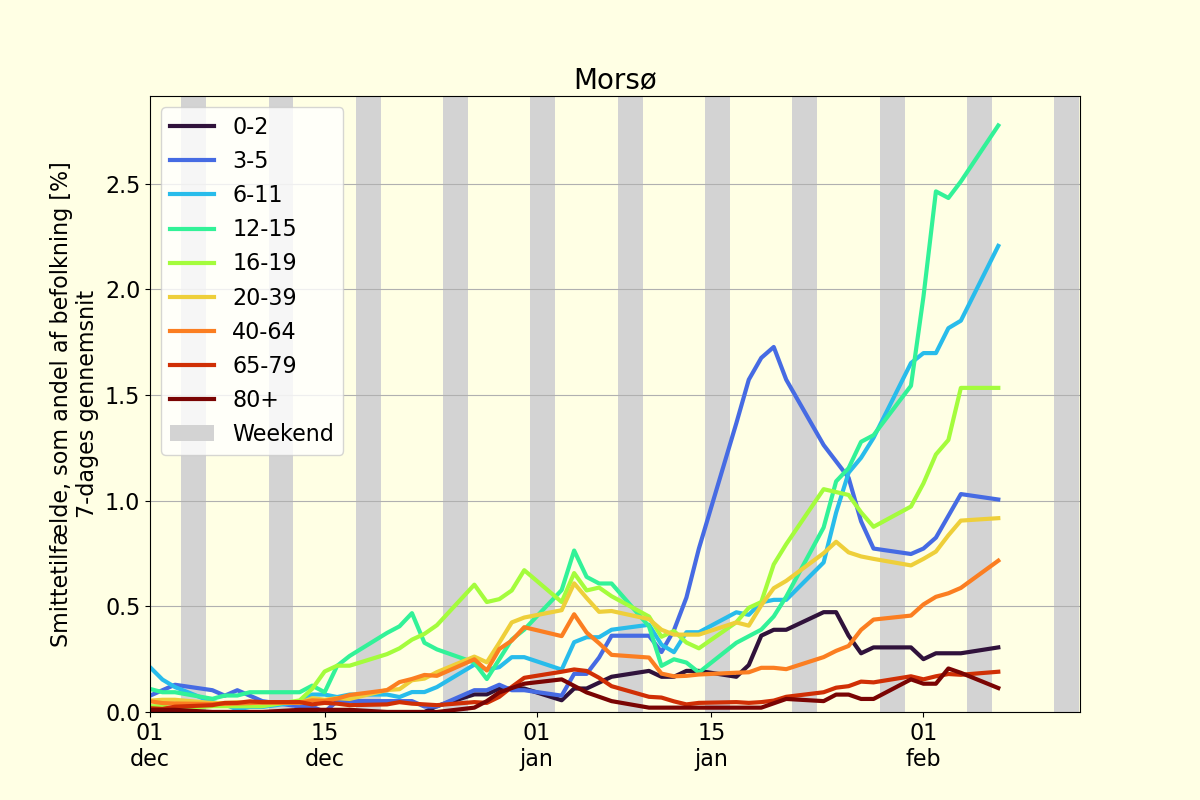 Morsø
Smittetilfælde, som andel af befolkning [%]
7-dages gennemsnit
2.5
2.0
1.5
1.0
0.5
0.0
0-2
3-5
6-11
12-15
16-19
20-39
40-64
65-79
80+
Weekend
01
dec
15
dec
01
jan
15
jan
01
feb